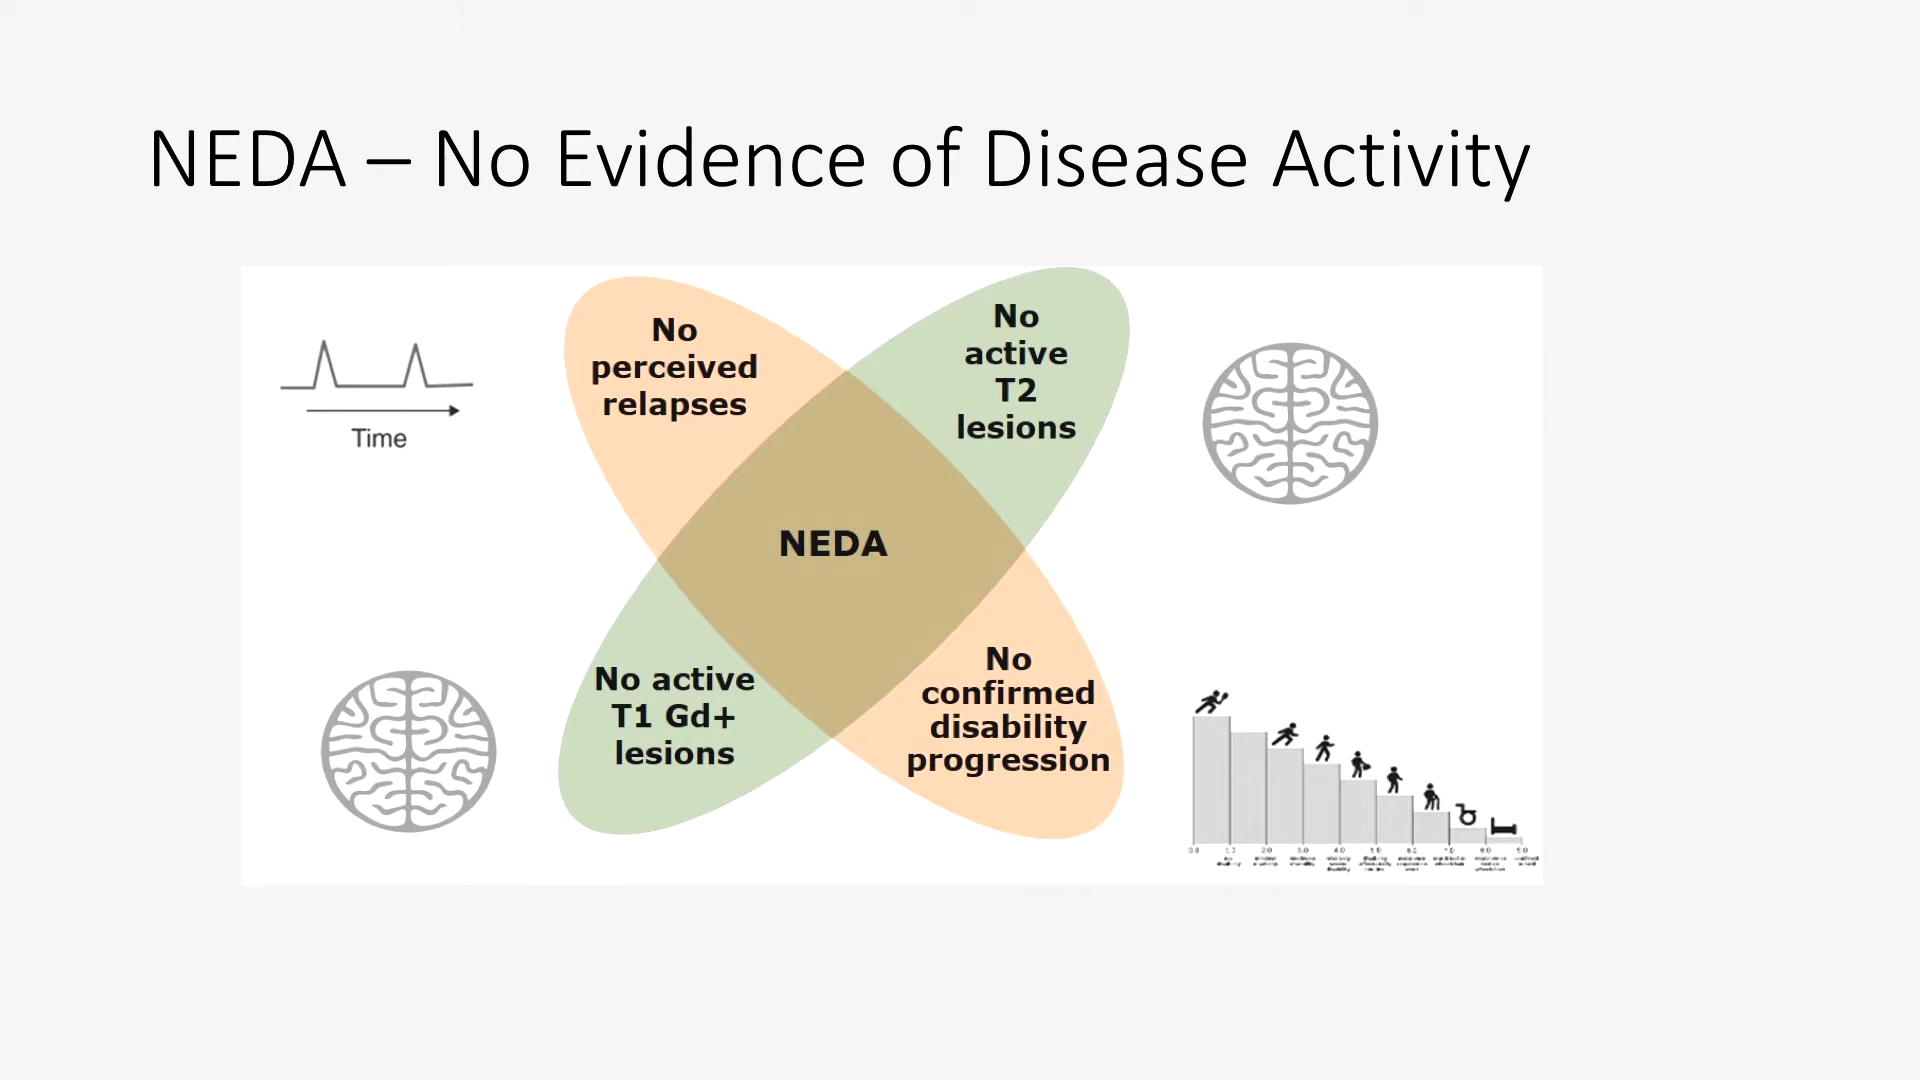 NEDA – No Evidence of Disease Activity
No
perceived
relapses
No
active
T2
lesions
Time
NEDA
No active
T1 Gd+
lesions
No
confirmed
disability
progression